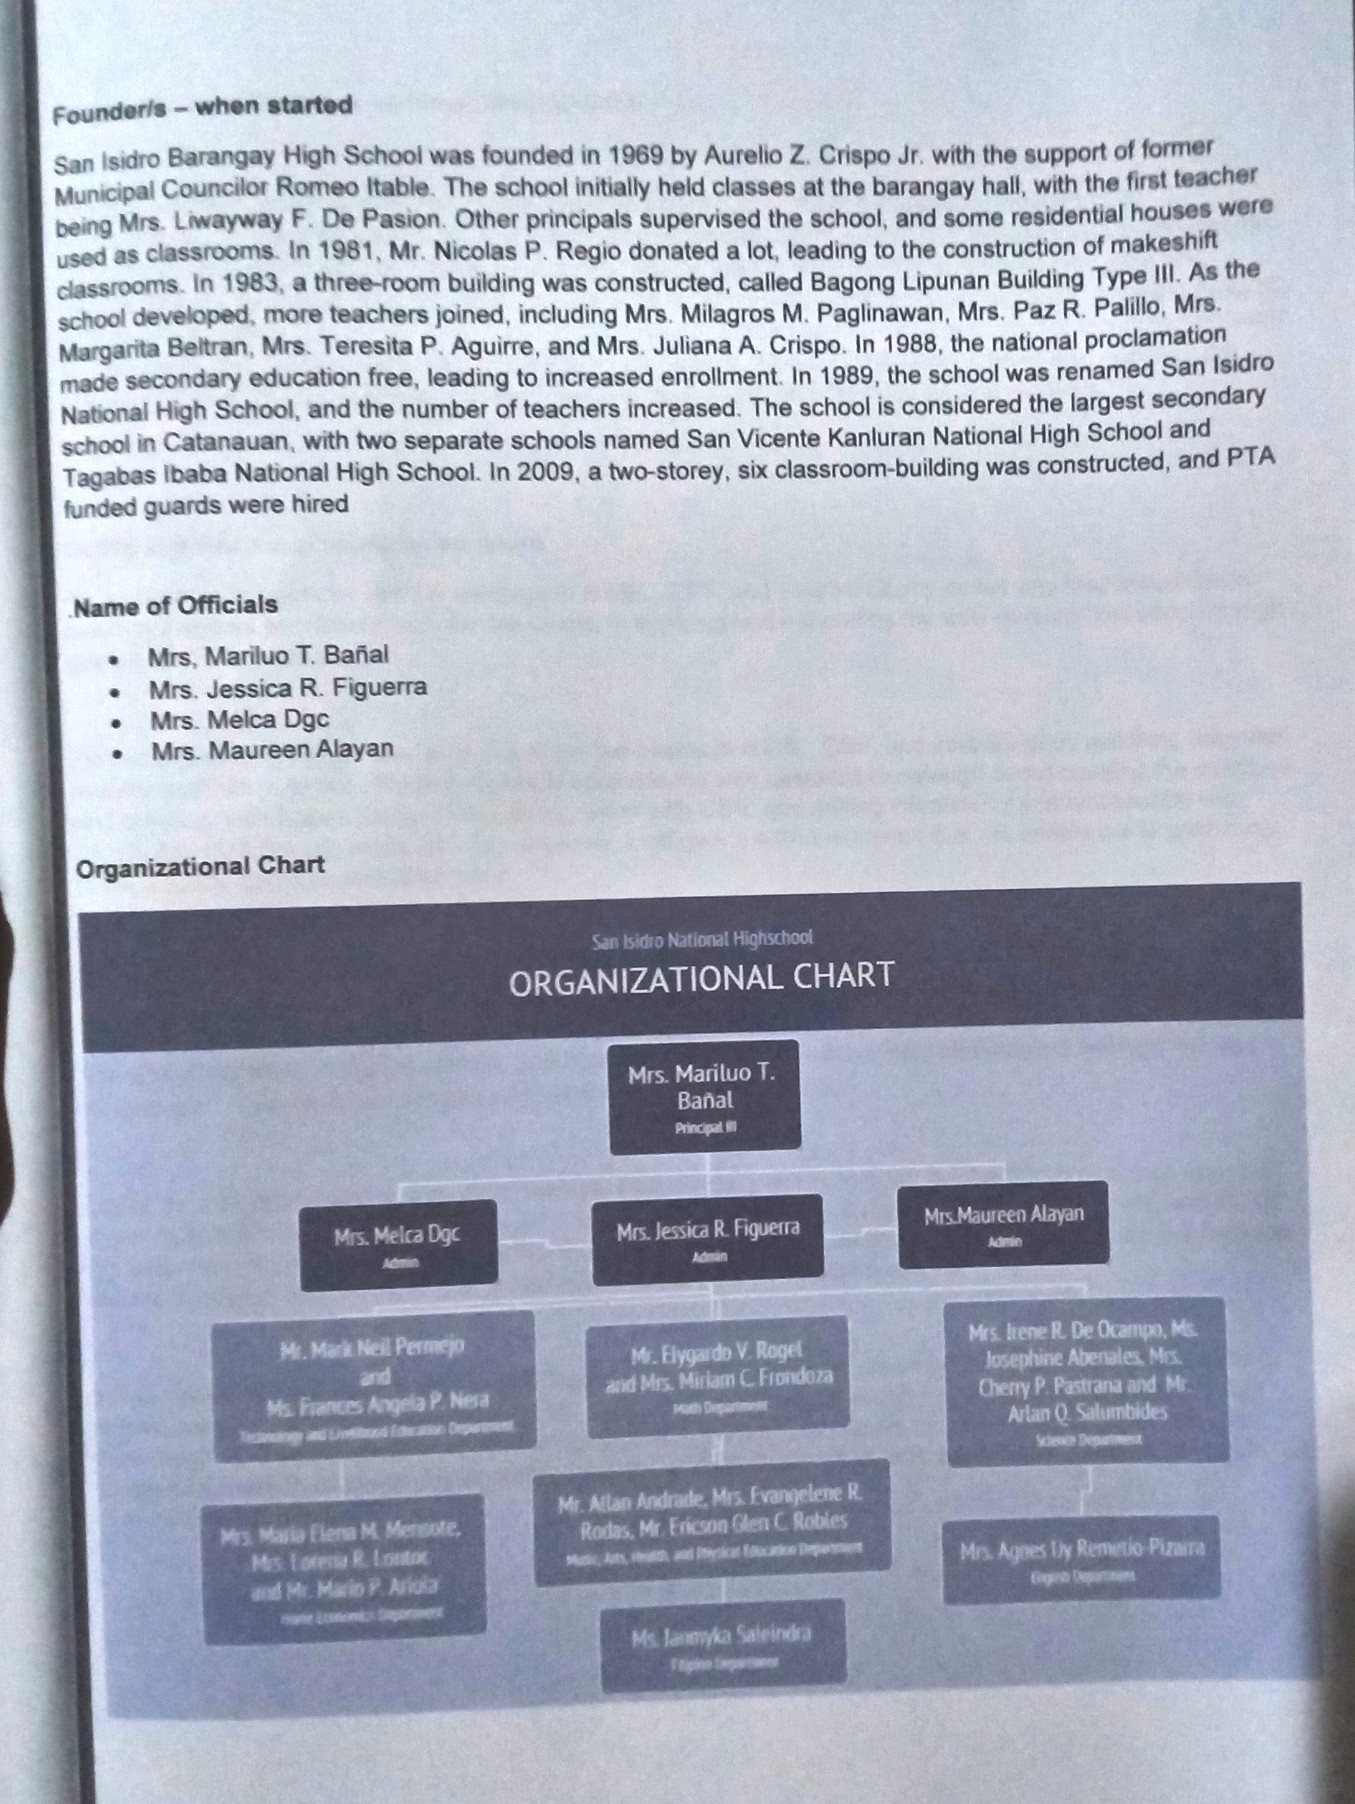 Founder/s – when started
San Isidro Barangay High School was founded in 1969 by Aurelio Z. Crispo Jr. with the support of former
Municipal Councilor Romeo Itable. The school initially held classes at the barangay hall, with the first teacher
being Mrs. Liwayway F. De Pasion. Other principals supervised the school, and some residential houses were
used as classrooms. In 1981, Mr. Nicolas P. Regio donated a lot, leading to the construction of makeshift
classrooms. In 1983, a three-room building was constructed, called Bagong Lipunan Building Type III. As the
school developed, more teachers joined, including Mrs. Milagros M. Paglinawan, Mrs. Paz R. Palillo, Mrs.
Margarita Beltran, Mrs. Teresita P. Aguirre, and Mrs. Juliana A. Crispo. In 1988, the national proclamation
made secondary education free, leading to increased enrollment. In 1989, the school was renamed San Isidro
National High School, and the number of teachers increased. The school is considered the largest secondary
school in Catanauan, with two separate schools named San Vicente Kanluran National High School and
Tagabas Ibaba National High School. In 2009, a two-storey, six classroom-building was constructed, and PTA
funded guards were hired
.Name of Officials
• Mrs, Mariluo T. Bañal
• Mrs. Jessica R. Figuerra
• Mrs. Melca Dgc
• Mrs. Maureen Alayan
Organizational Chart
San Isidro National Highschool
ORGANIZATIONAL CHART
Mrs. Mariluo T.
Bañal
Principal III
Mrs. Melca Dgc
Admin
Mrs. Jessica R. Figuerra
Admin
Mrs.Maureen Alayan
Admin
Mr. Mark Neil Permejo
and
Ms. Frances Angela P. Nera
Technology and Livelihood Education Department
Mr. Elygardo V. Rogel
and Mrs. Miriam C. Frondoza
Math Department
Mrs. Irene R. De Ocampo, Ms.
Josephine Abenales, Mrs.
Cherry P. Pastrana and Mr.
Arlan Q. Salumbides
Science Department
Mrs. Maria Elena M. Mensote,
Mrs. Lorena R.
and Mr. Mario P. Ariola
Home Economics Department
Mr. Allan Andrade, Mrs. Evangelene R.
Rodas, Mr. Ericson Glen C. Robles
Music, Arts, Health, and Physical Education Department
Mrs. Agnes Uy Remetio-Pizarra
English Department
Ms. Janmyka Saleindra
Filipino Department